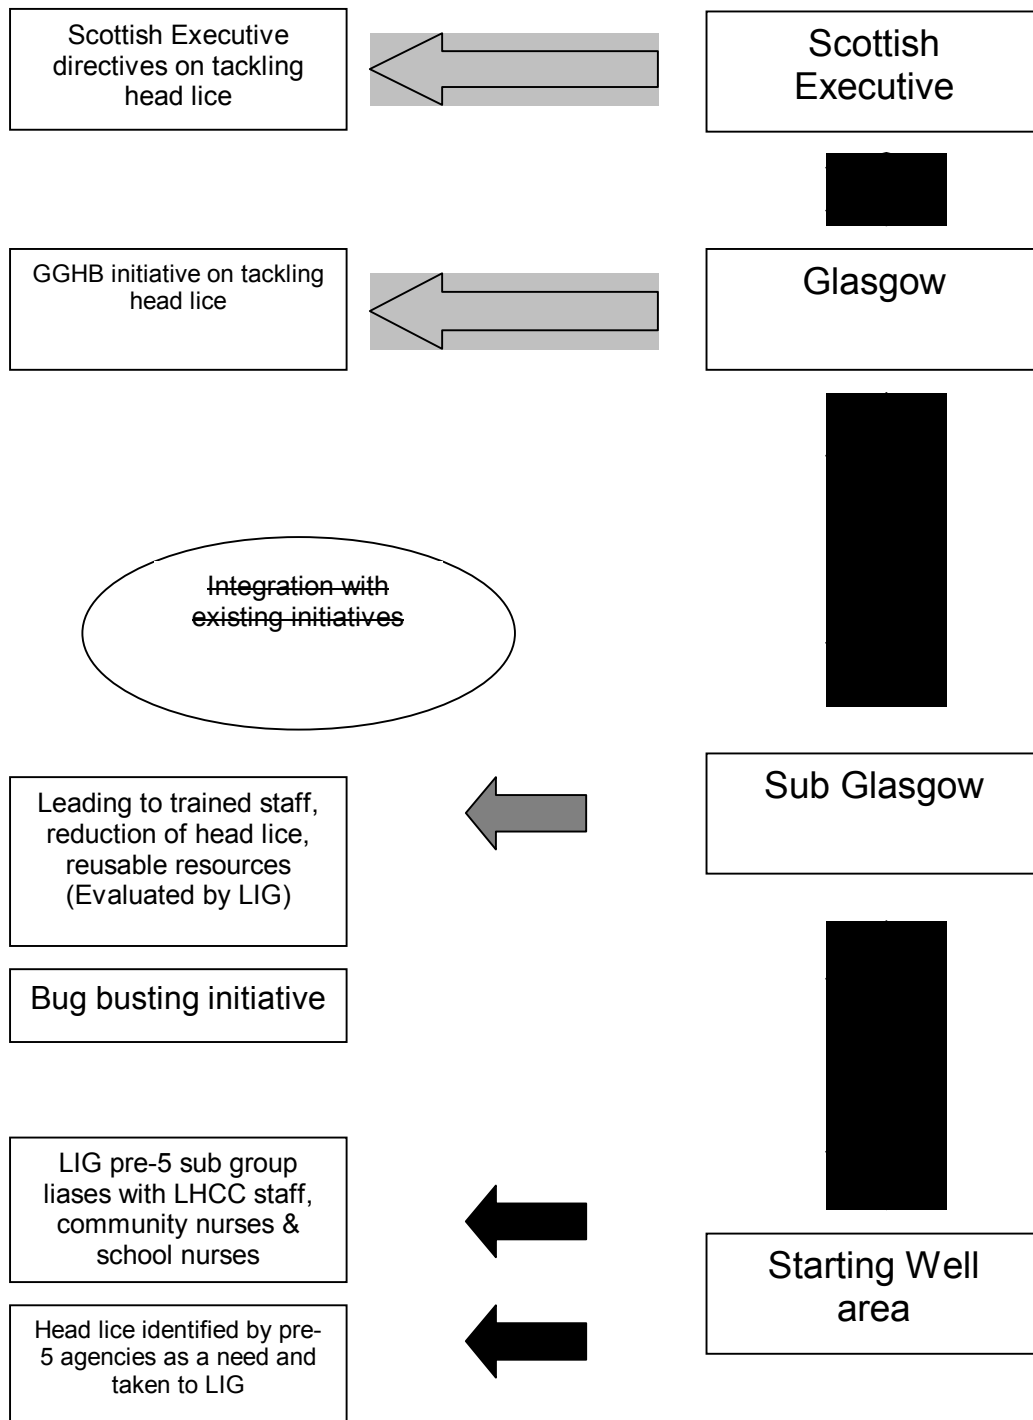 Scottish Executive
directives on tackling
head lice
Scottish
Executive
GGHB initiative on tackling
head lice
Glasgow
Integration with
existing initiatives
Leading to trained staff,
reduction of head lice,
reusable resources
(Evaluated by LIG)
Sub Glasgow
Bug busting initiative
LIG pre-5 sub group
liases with LHCC staff,
community nurses &
school nurses
Starting Well
area
Head lice identified by pre-
5 agencies as a need and
taken to LIG